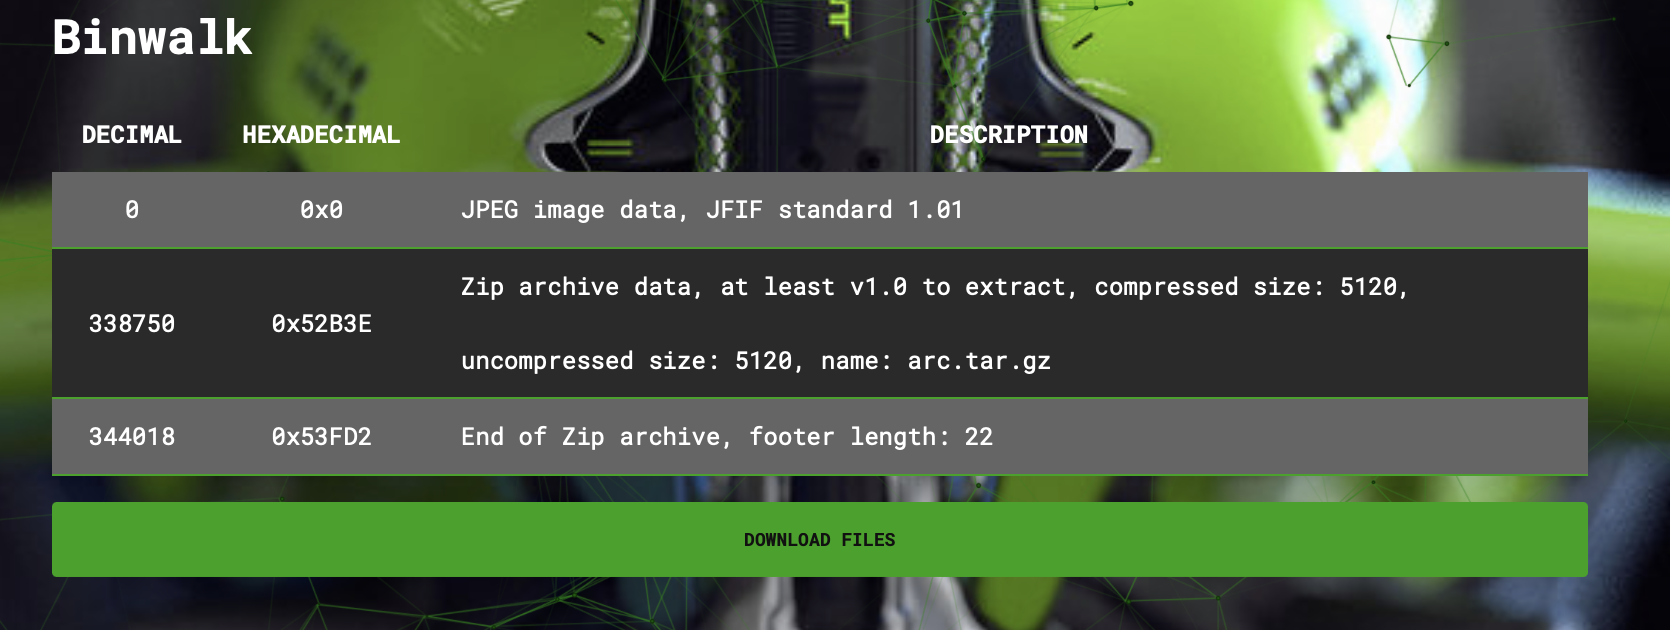 Binwalk
DECIMAL HEXADECIMAL DESCRIPTION
0 0x0 JPEG image data, JFIF standard 1.01
338750 0x52B3E Zip archive data, at least v1.0 to extract, compressed size: 5120,
uncompressed size: 5120, name: arc.tar.gz
344018 0x53FD2 End of Zip archive, footer length: 22
DOWNLOAD FILES